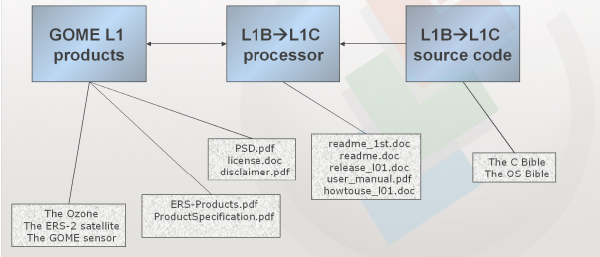 GOME L1
products
L1B→L1C
processor
L1B→L1C
source code
PSD.pdf
license.doc
disclaimer.pdf
readme_1st.doc
readme.doc
release_l01.doc
user_manual.pdf
howtouse_l01.doc
The C Bible
The OS Bible
ERS-Products.pdf
ProductSpecification.pdf
The Ozone
The ERS-2 satellite
The GOME sensor